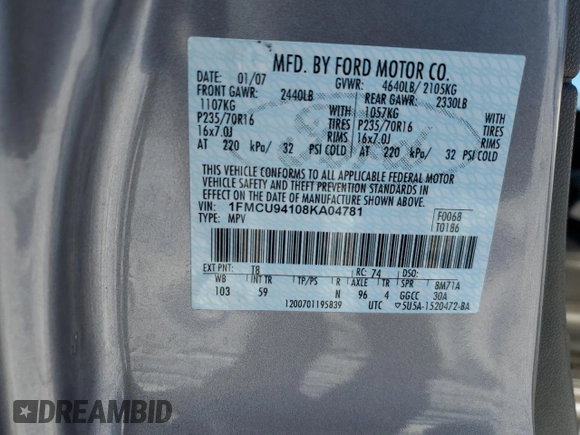 MFD. BY FORD MOTOR CO.
DATE: 01/07 GVWR: 4640LB/ 2105KG
FRONT GAWR: 2440LB REAR GAWR: 2330LB
1107KG WITH 1057KG WITH
P235/70R16 TIRES P235/70R16 TIRES
16x7.0J RIMS 16x7.0J RIMS
AT 220 kPa/ 32 PSI COLD AT 220 kPa/ 32 PSI COLD
THIS VEHICLE CONFORMS TO ALL APPLICABLE FEDERAL MOTOR
VEHICLE SAFETY AND THEFT PREVENTION STANDARDS IN
EFFECT ON THE DATE OF MANUFACTURE SHOWN ABOVE.
VIN: 1FMCU94108KA04781 F0068
TYPE: MPV T0186
EXT PNT: T8 RC: 74 DSO:
WB INT TR TP/PS R AXLE TR SPR 8M71A
103 59 N 96 4 GGCC 30A
1200701195839 UTC ▽5U5A-1520472-BA
DREAMBID